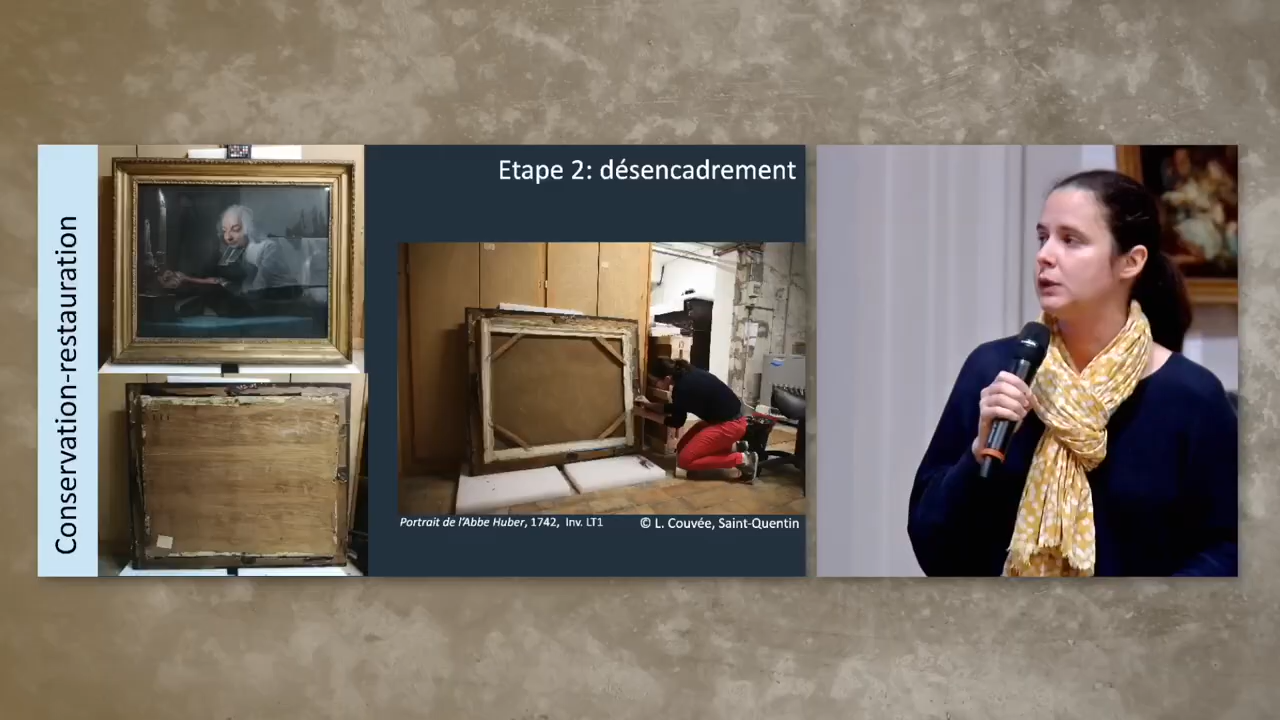 Conservation-restauration
Etape 2: désencadrement
Portrait de l'Abbe Huber, 1742, Inv. LT1
© L. Couvée, Saint-Quentin